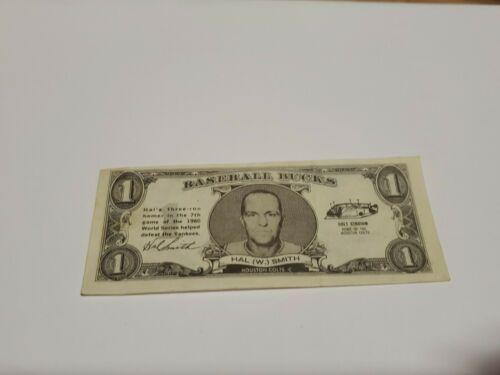 BASEBALL BUCKS
1
1
Hal's three-run
homer in the 7th
game of the 1960
World Series helped
defeat the Yankees.
Hal Smith
COLT STADIUM
HOME OF THE
HOUSTON COLTS
1
HAL (W.) SMITH
HOUSTON COLTS C
1